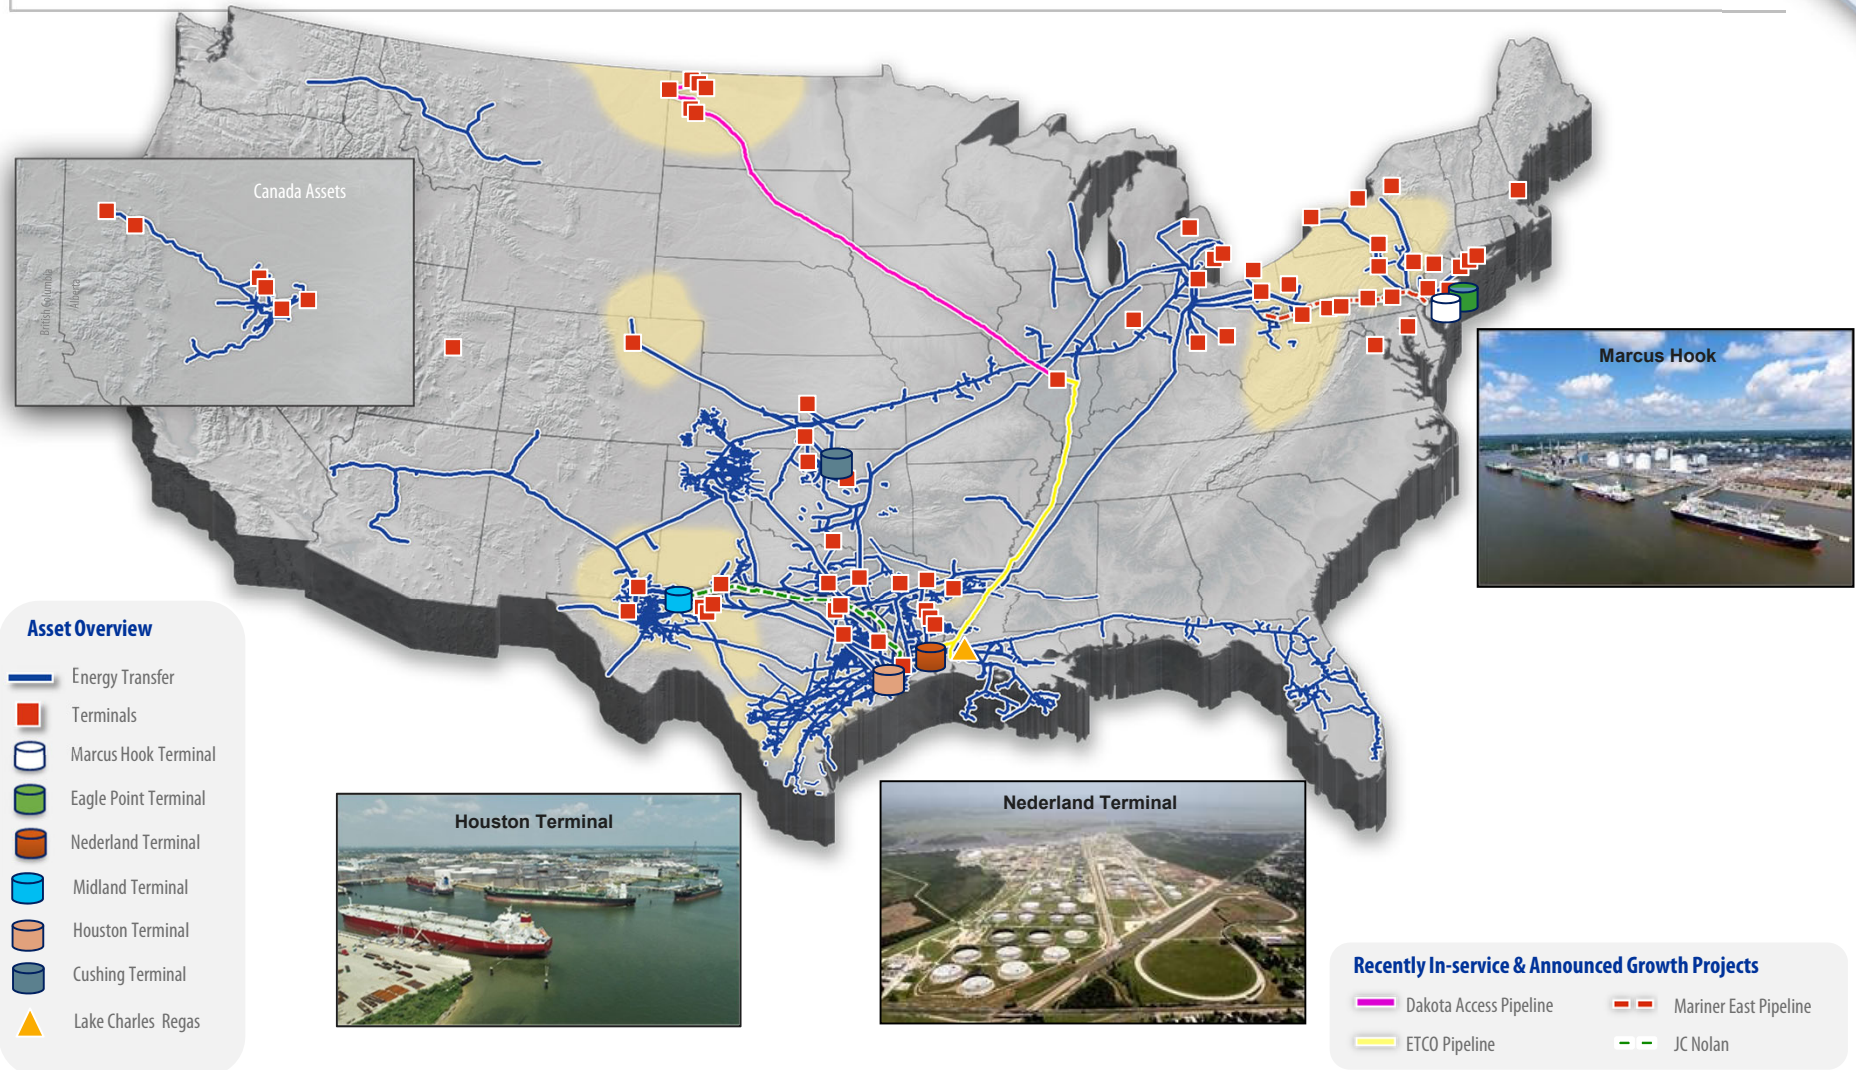 Canada Assets
British Columbia
Alberta
Marcus Hook
Asset Overview
Energy Transfer
Terminals
Marcus Hook Terminal
Eagle Point Terminal
Nederland Terminal
Midland Terminal
Houston Terminal
Cushing Terminal
Lake Charles Regas
Houston Terminal
Nederland Terminal
Recently In-service & Announced Growth Projects
Dakota Access Pipeline
Mariner East Pipeline
ETCO Pipeline
JC Nolan